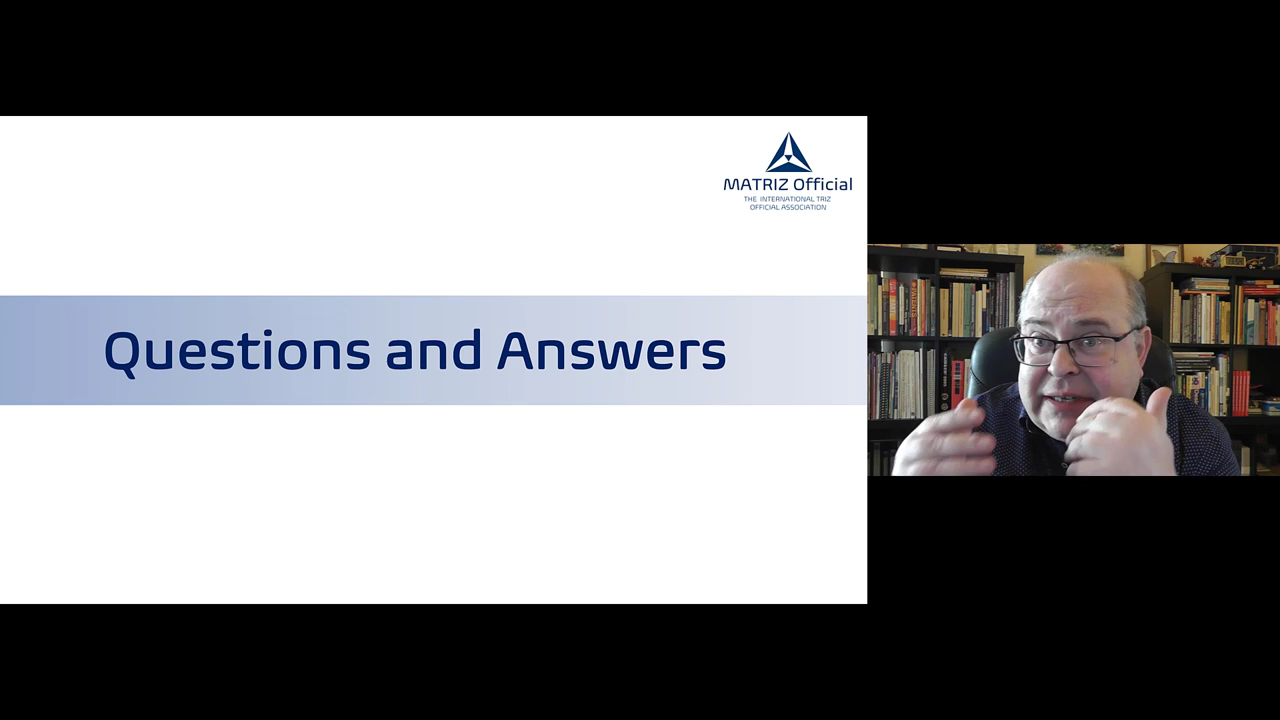 MATRIZ Official
THE INTERNATIONAL TRIZ
OFFICIAL ASSOCIATION
Questions and Answers